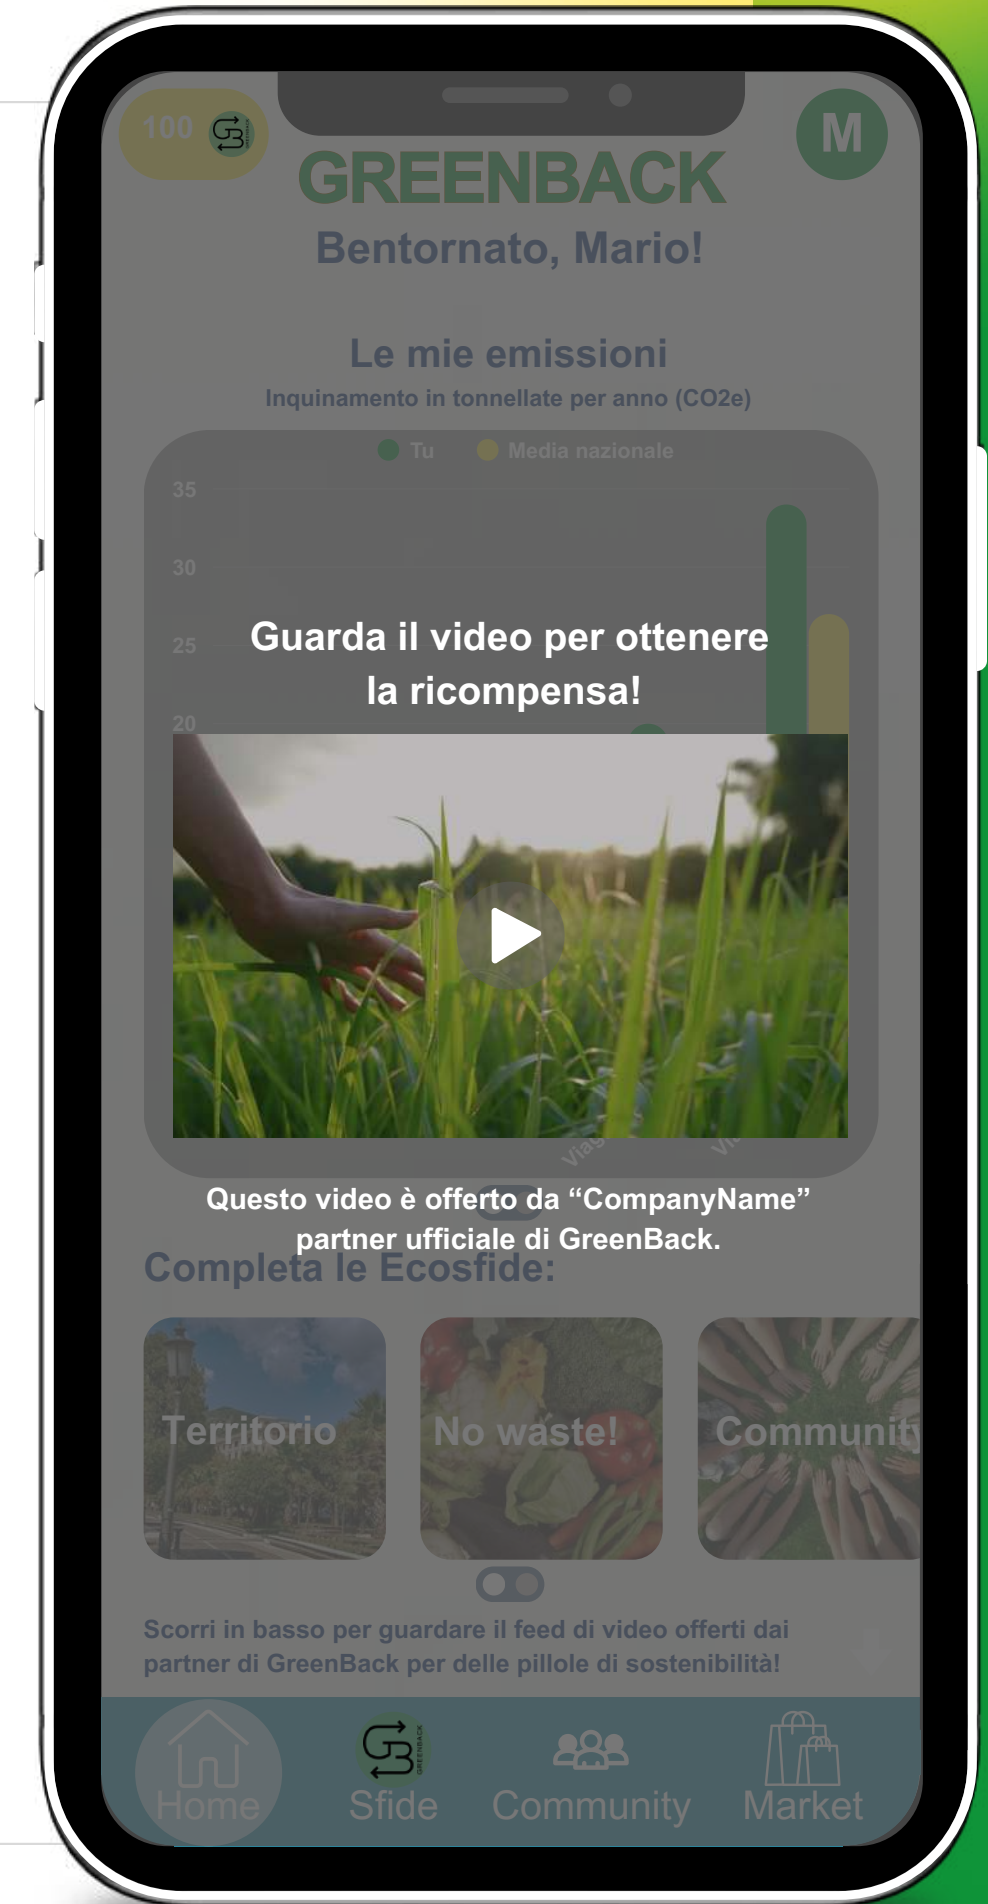 100
GREENBACK
M
GREENBACK
Bentornato, Mario!
Le mie emissioni
Inquinamento in tonnellate per anno (CO2e)
Tu
Media nazionale
35
30
25
20
Guarda il video per ottenere
la ricompensa!
Questo video è offerto da “CompanyName”
partner ufficiale di GreenBack.
Completa le Ecosfide:
Territorio
No waste!
Community
Scorri in basso per guardare il feed di video offerti dai
partner di GreenBack per delle pillole di sostenibilità!
GREENBACK
Home
Sfide
Community
Market